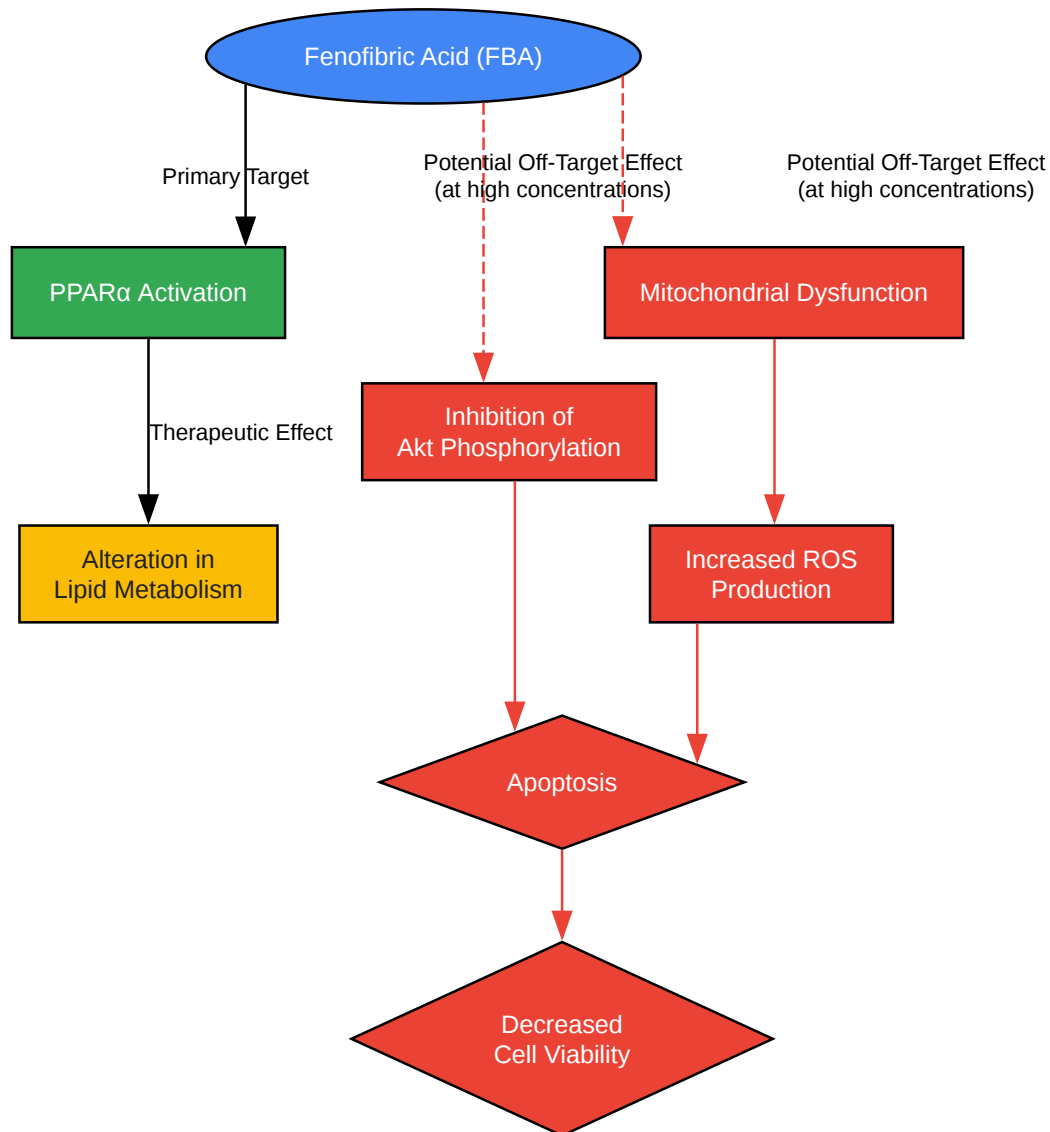 Fenofibric Acid (FBA)
Primary Target
Potential Off-Target Effect
(at high concentrations)
Potential Off-Target Effect
(at high concentrations)
PPARα Activation
Mitochondrial Dysfunction
Inhibition of
Akt Phosphorylation
Therapeutic Effect
Alteration in
Lipid Metabolism
Increased ROS
Production
Apoptosis
Decreased
Cell Viability